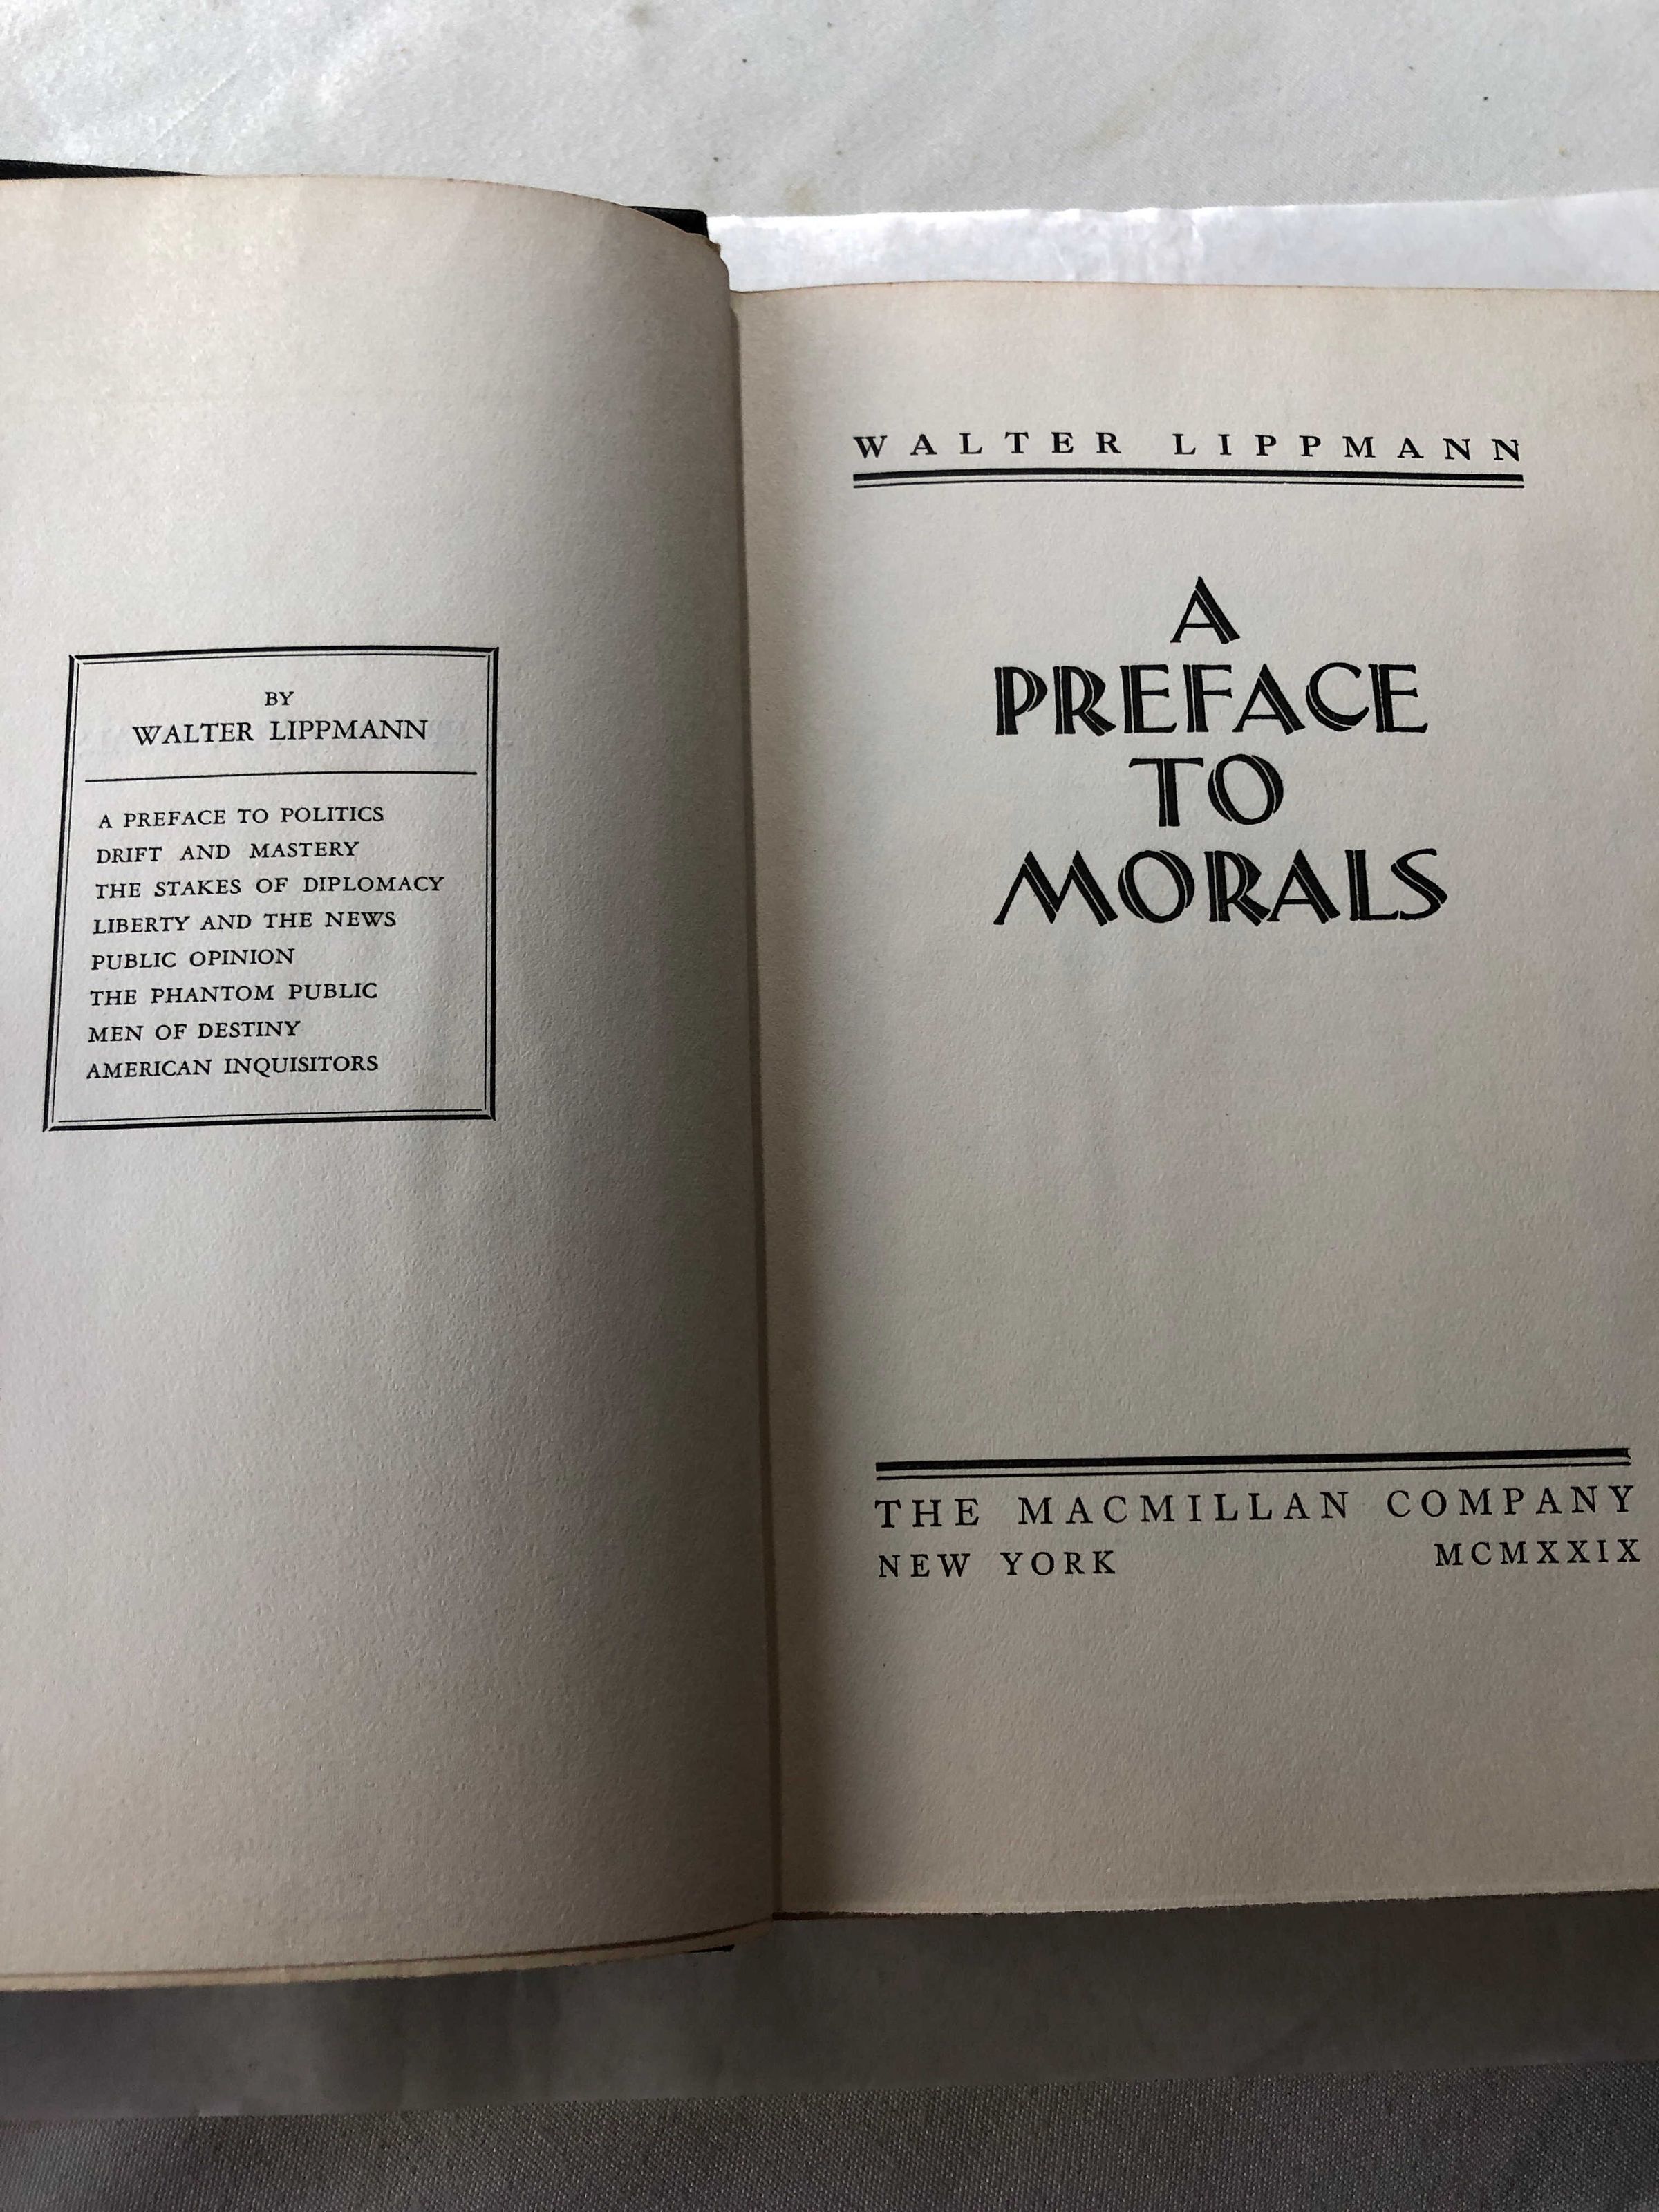 BY
WALTER LIPPMANN
A PREFACE TO POLITICS
DRIFT AND MASTERY
THE STAKES OF DIPLOMACY
LIBERTY AND THE NEWS
PUBLIC OPINION
THE PHANTOM PUBLIC
MEN OF DESTINY
AMERICAN INQUISITORS
WALTER LIPPMANN
A
PREFACE
TO
MORALS
THE MACMILLAN COMPANY
NEW YORK MCMXXIX